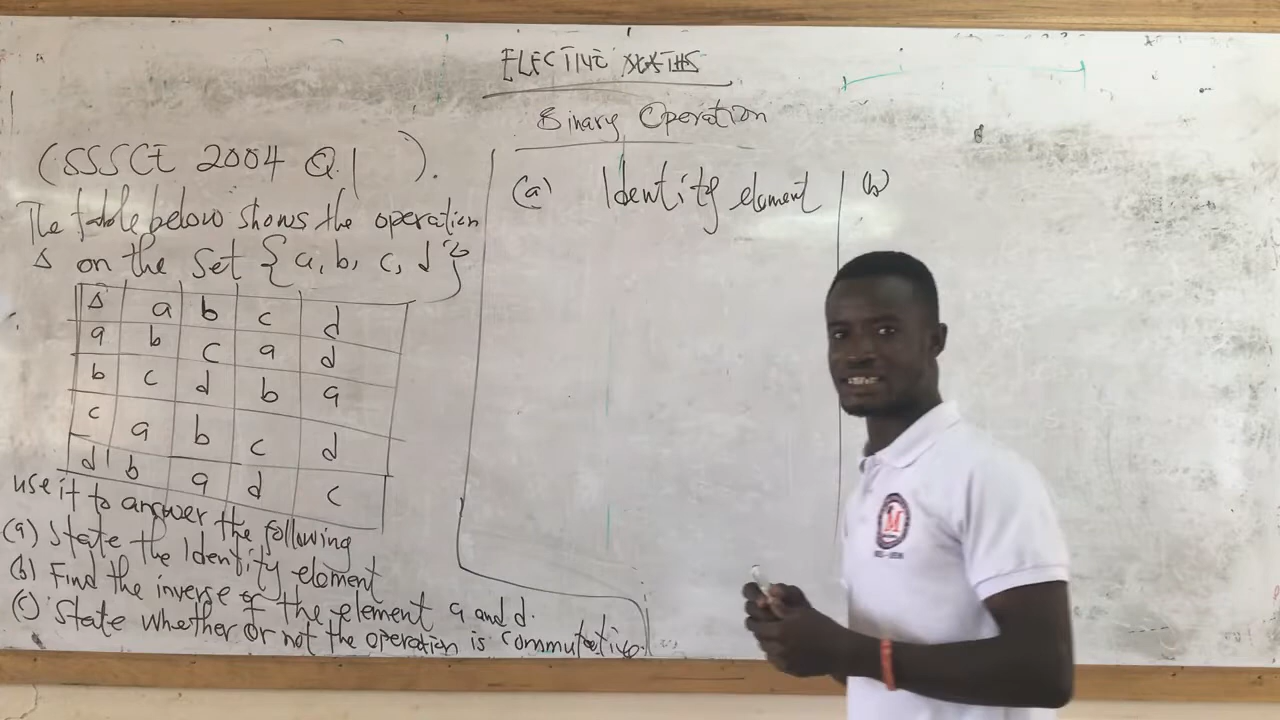 ELECTIVE MATHS
Binary Operation
(SSSCE 2004 Q.1 ).
The table below shows the operation
Δ on the set {a, b, c, d}
Δ a b c d
a b c a d
b c d b a
c a b c d
d b a d c
use it to answer the following
(a) State the Identity element
(b) Find the inverse of the element a and d.
(c) State whether or not the operation is commutative.
(a) Identity element
(b)
M